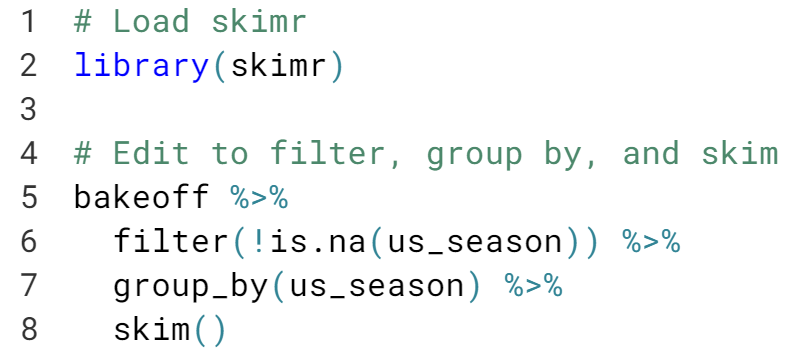 1 # Load skimr
2 library(skimr)
3
4 # Edit to filter, group by, and skim
5 bakeoff %>%
6   filter(!is.na(us_season)) %>%
7   group_by(us_season) %>%
8   skim()